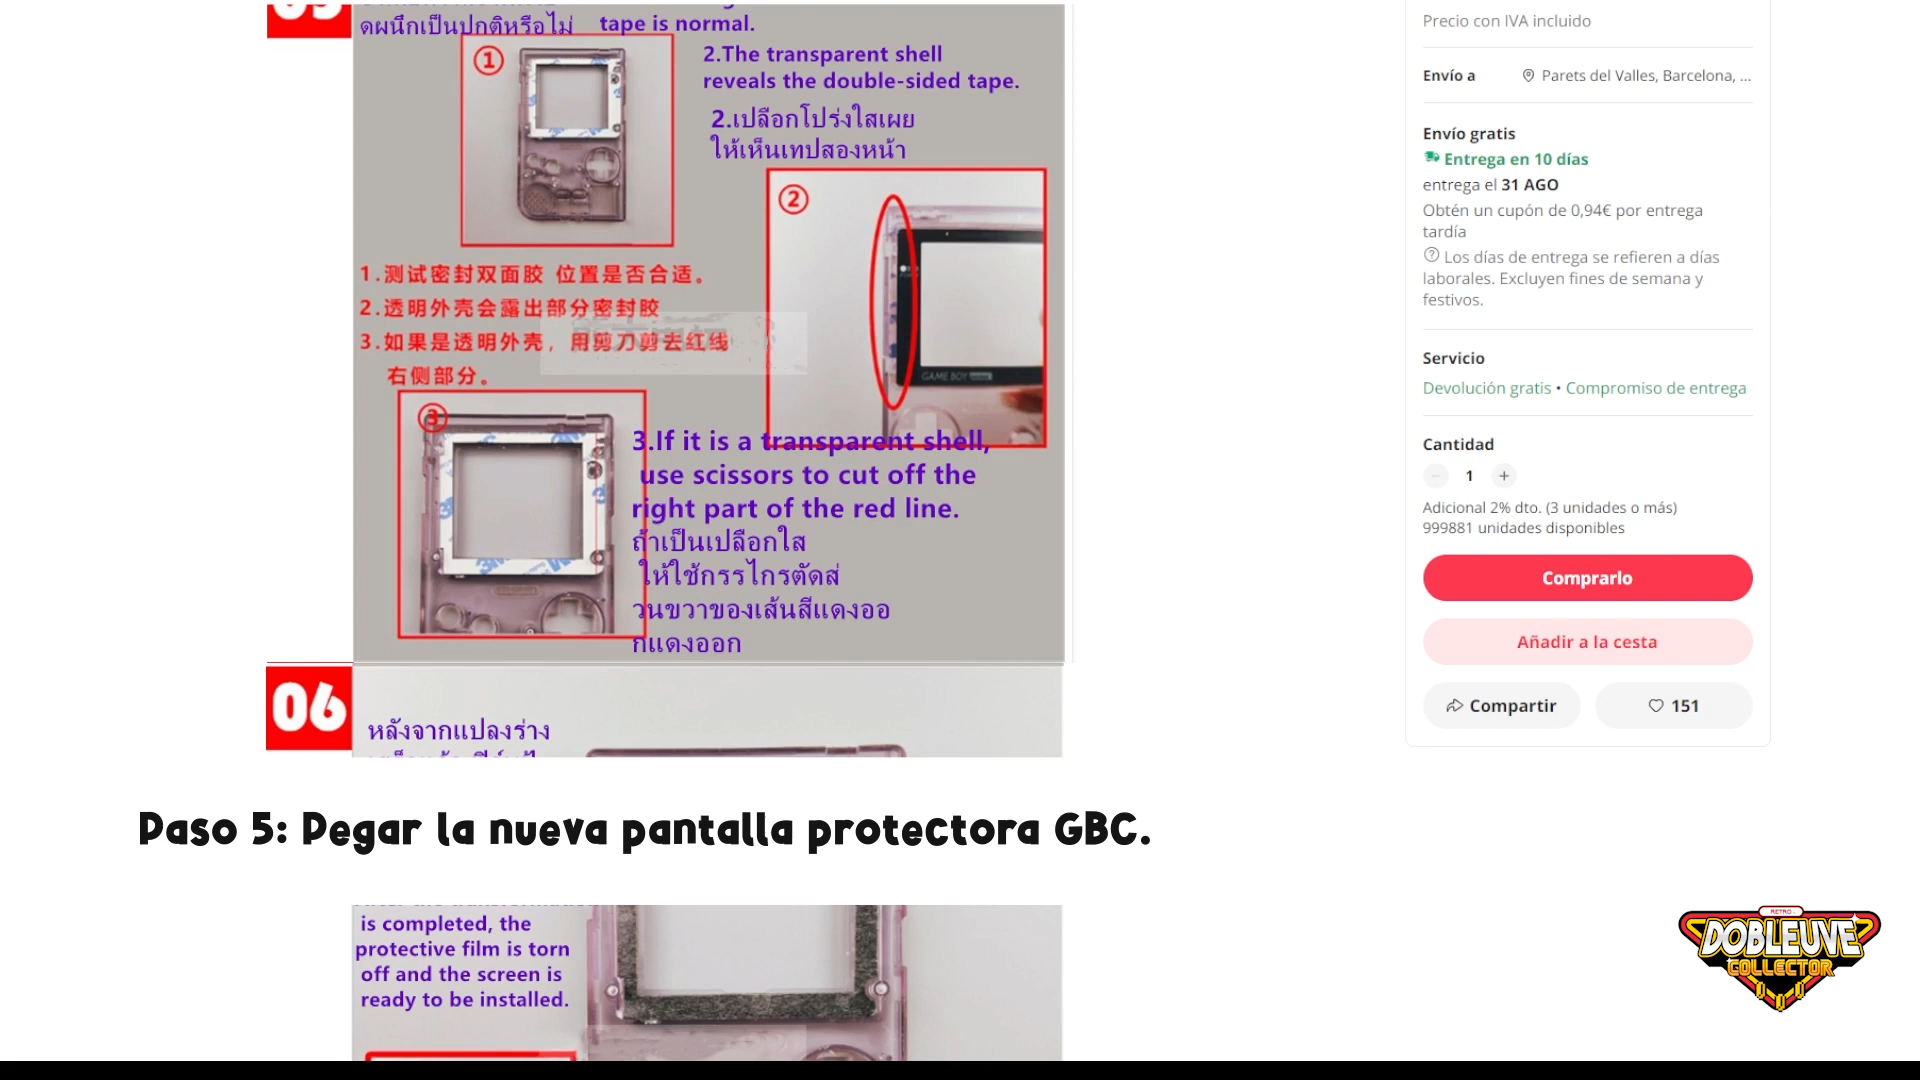 05
ดผนึกเป็นปกติหรือไม่
tape is normal.
①
2.The transparent shell
reveals the double-sided tape.
2.เปลือกโปร่งใสเผย
ให้เห็นเทปสองหน้า
②
GAME BOY
1.测试密封双面胶 位置是否合适。
2.透明外壳会露出部分密封胶
3.如果是透明外壳，用剪刀剪去红线
右侧部分。
③
3.If it is a transparent shell,
use scissors to cut off the
right part of the red line.
ถ้าเป็นเปลือกใส
ให้ใช้กรรไกรตัดส่
วนขวาของเส้นสีแดงออ
กแดงออก
06
หลังจากแปลงร่าง
Paso 5: Pegar la nueva pantalla protectora GBC.
is completed, the
protective film is torn
off and the screen is
ready to be installed.
Precio con IVA incluido
Envío a Parets del Valles, Barcelona, ...
Envío gratis
Entrega en 10 días
entrega el 31 AGO
Obtén un cupón de 0,94€ por entrega
tardía
Los días de entrega se refieren a días
laborales. Excluyen fines de semana y
festivos.
Servicio
Devolución gratis • Compromiso de entrega
Cantidad
- 1 +
Adicional 2% dto. (3 unidades o más)
999881 unidades disponibles
Comprarlo
Añadir a la cesta
Compartir
151
RETRO
DOBLEUVE
COLLECTOR